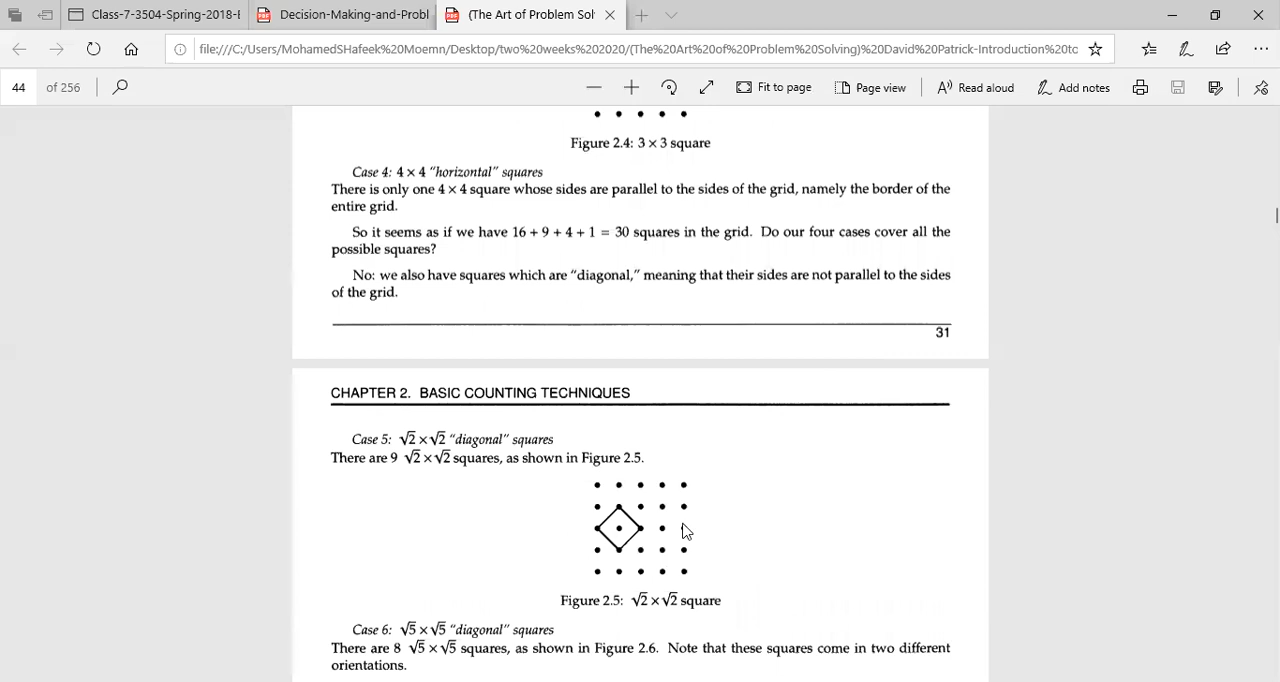 Class-7-3504-Spring-2018-I
Decision-Making-and-Probl
(The Art of Problem Sol
file:///C:/Users/MohamedSHafeek%20Moemn/Desktop/two%20weeks%202020/(The%20Art%20of%20Problem%20Solving)%20David%20Patrick-Introduction%20tc
44 of 256
Fit to page
Page view
Read aloud
Add notes
Figure 2.4: 3 × 3 square
Case 4: 4 × 4 "horizontal" squares
There is only one 4 × 4 square whose sides are parallel to the sides of the grid, namely the border of the
entire grid.
So it seems as if we have 16 + 9 + 4 + 1 = 30 squares in the grid. Do our four cases cover all the
possible squares?
No: we also have squares which are "diagonal," meaning that their sides are not parallel to the sides
of the grid.
31
CHAPTER 2. BASIC COUNTING TECHNIQUES
Case 5: √2 × √2 "diagonal" squares
There are 9 √2 × √2 squares, as shown in Figure 2.5.
Figure 2.5: √2 × √2 square
Case 6: √5 × √5 "diagonal" squares
There are 8 √5 × √5 squares, as shown in Figure 2.6. Note that these squares come in two different
orientations.